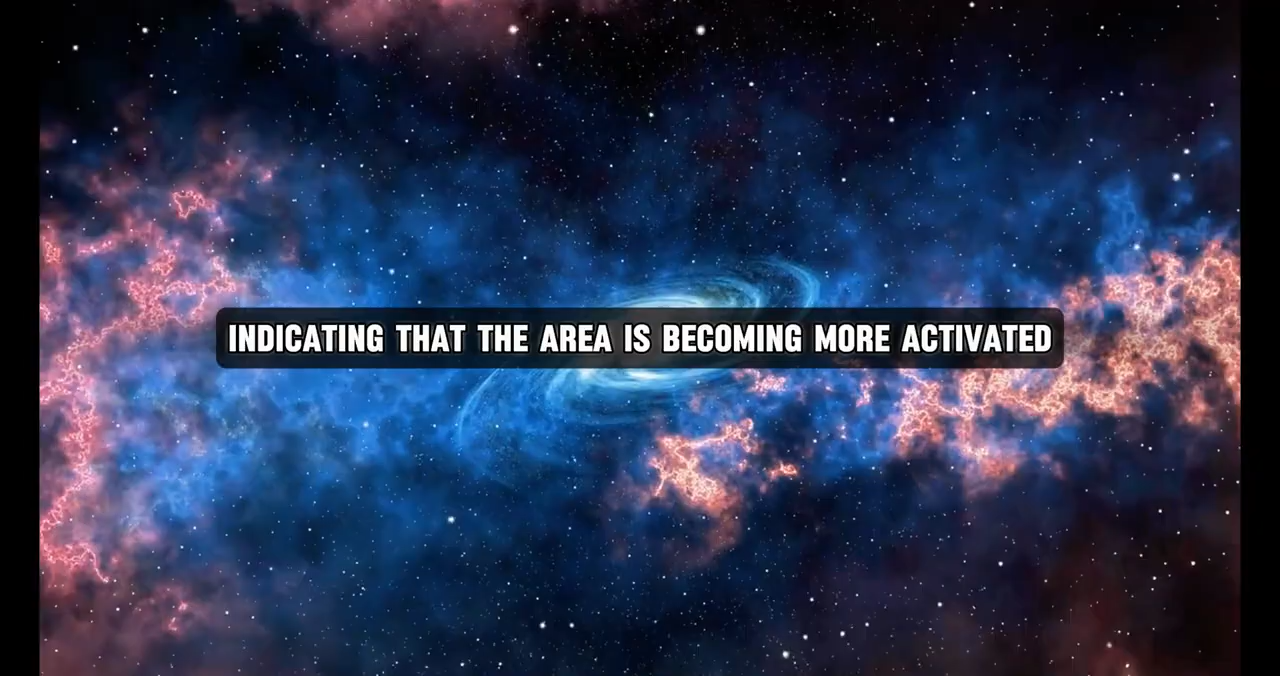 INDICATING THAT THE AREA IS BECOMING MORE ACTIVATED